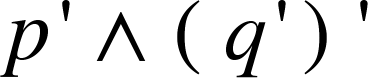 p ' ∧ ( q ' ) '